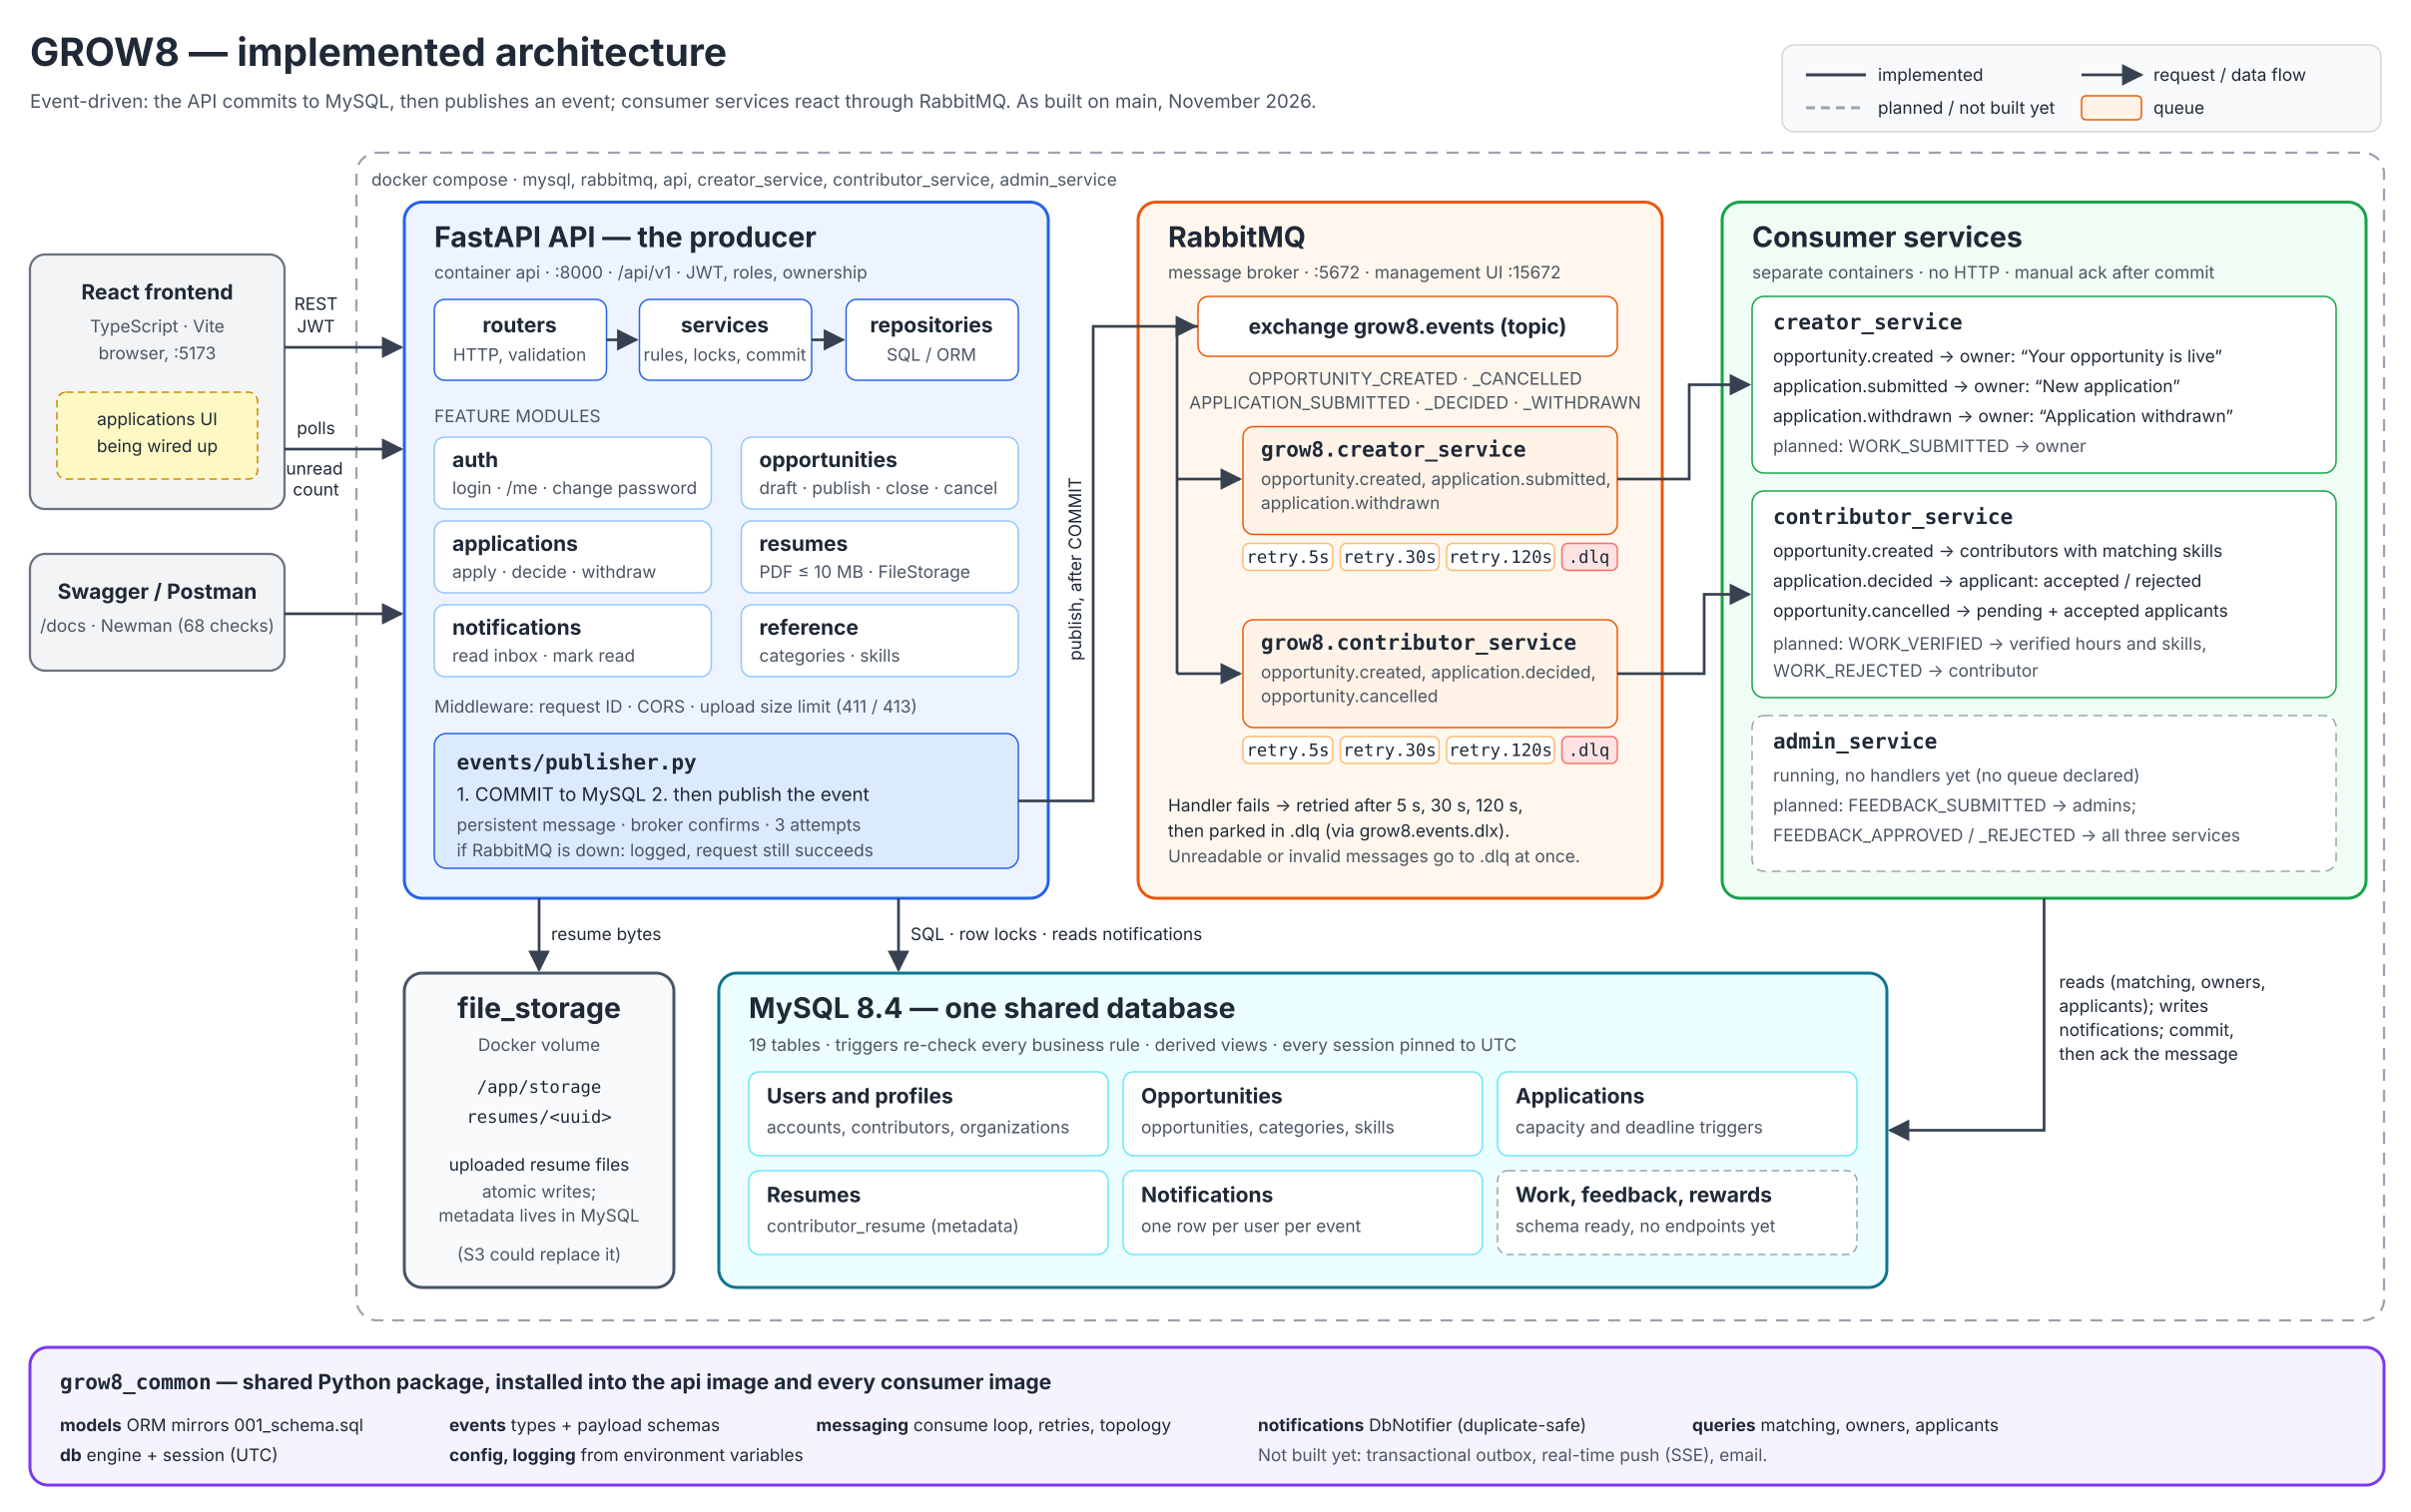 GROW8 — implemented architecture
Event-driven: the API commits to MySQL, then publishes an event; consumer services react through RabbitMQ. As built on main, November 2026.
implemented
request / data flow
planned / not built yet
queue
docker compose · mysql, rabbitmq, api, creator_service, contributor_service, admin_service
React frontend
TypeScript · Vite
browser, :5173
applications UI
being wired up
REST
JWT
polls
unread
count
Swagger / Postman
/docs · Newman (68 checks)
FastAPI API — the producer
container api · :8000 · /api/v1 · JWT, roles, ownership
routers
HTTP, validation
services
rules, locks, commit
repositories
SQL / ORM
FEATURE MODULES
auth
login · /me · change password
opportunities
draft · publish · close · cancel
applications
apply · decide · withdraw
resumes
PDF ≤ 10 MB · FileStorage
notifications
read inbox · mark read
reference
categories · skills
Middleware: request ID · CORS · upload size limit (411 / 413)
events/publisher.py
1. COMMIT to MySQL 2. then publish the event
persistent message · broker confirms · 3 attempts
if RabbitMQ is down: logged, request still succeeds
publish, after COMMIT
RabbitMQ
message broker · :5672 · management UI :15672
exchange grow8.events (topic)
OPPORTUNITY_CREATED · _CANCELLED
APPLICATION_SUBMITTED · _DECIDED · _WITHDRAWN
grow8.creator_service
opportunity.created, application.submitted,
application.withdrawn
retry.5s retry.30s retry.120s .dlq
grow8.contributor_service
opportunity.created, application.decided,
opportunity.cancelled
retry.5s retry.30s retry.120s .dlq
Handler fails → retried after 5 s, 30 s, 120 s,
then parked in .dlq (via grow8.events.dlx).
Unreadable or invalid messages go to .dlq at once.
Consumer services
separate containers · no HTTP · manual ack after commit
creator_service
opportunity.created → owner: “Your opportunity is live”
application.submitted → owner: “New application”
application.withdrawn → owner: “Application withdrawn”
planned: WORK_SUBMITTED → owner
contributor_service
opportunity.created → contributors with matching skills
application.decided → applicant: accepted / rejected
opportunity.cancelled → pending + accepted applicants
planned: WORK_VERIFIED → verified hours and skills,
WORK_REJECTED → contributor
admin_service
running, no handlers yet (no queue declared)
planned: FEEDBACK_SUBMITTED → admins;
FEEDBACK_APPROVED / _REJECTED → all three services
resume bytes
SQL · row locks · reads notifications
reads (matching, owners,
applicants); writes
notifications; commit,
then ack the message
file_storage
Docker volume
/app/storage
resumes/<uuid>
uploaded resume files
atomic writes;
metadata lives in MySQL
(S3 could replace it)
MySQL 8.4 — one shared database
19 tables · triggers re-check every business rule · derived views · every session pinned to UTC
Users and profiles
accounts, contributors, organizations
Opportunities
opportunities, categories, skills
Applications
capacity and deadline triggers
Resumes
contributor_resume (metadata)
Notifications
one row per user per event
Work, feedback, rewards
schema ready, no endpoints yet
grow8_common — shared Python package, installed into the api image and every consumer image
models ORM mirrors 001_schema.sql
events types + payload schemas
messaging consume loop, retries, topology
notifications DbNotifier (duplicate-safe)
queries matching, owners, applicants
db engine + session (UTC)
config, logging from environment variables
Not built yet: transactional outbox, real-time push (SSE), email.